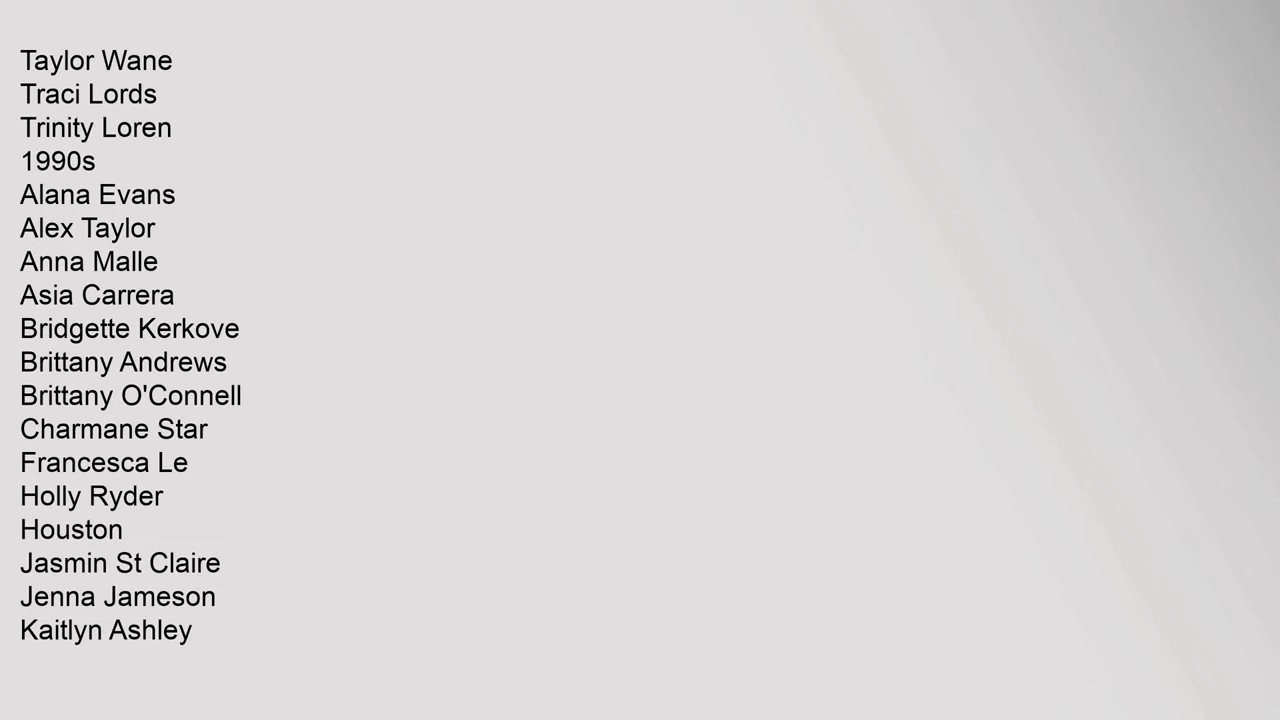 Taylor Wane
Traci Lords
Trinity Loren
1990s
Alana Evans
Alex Taylor
Anna Malle
Asia Carrera
Bridgette Kerkove
Brittany Andrews
Brittany O'Connell
Charmane Star
Francesca Le
Holly Ryder
Houston
Jasmin St Claire
Jenna Jameson
Kaitlyn Ashley